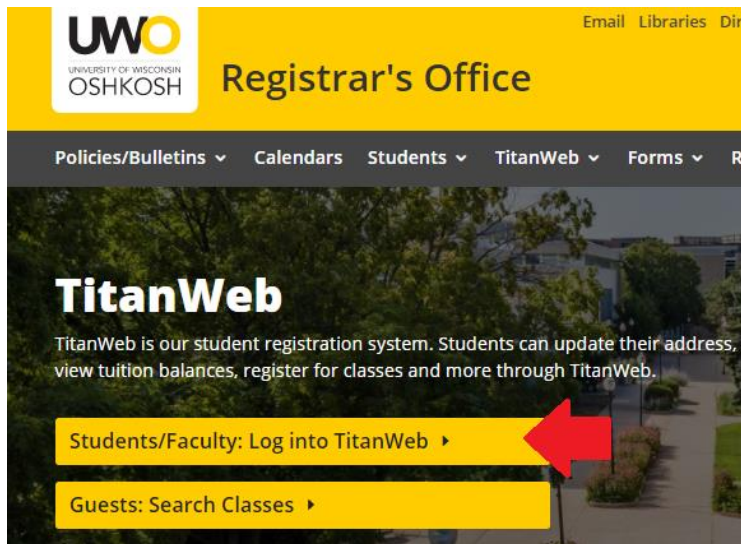 UWO
UNIVERSITY OF WISCONSIN
OSHKOSH
Email Libraries
Registrar's Office
Policies/Bulletins Calendars Students TitanWeb Forms
TitanWeb
TitanWeb is our student registration system. Students can update their address,
view tuition balances, register for classes and more through TitanWeb.
Students/Faculty: Log into TitanWeb
Guests: Search Classes